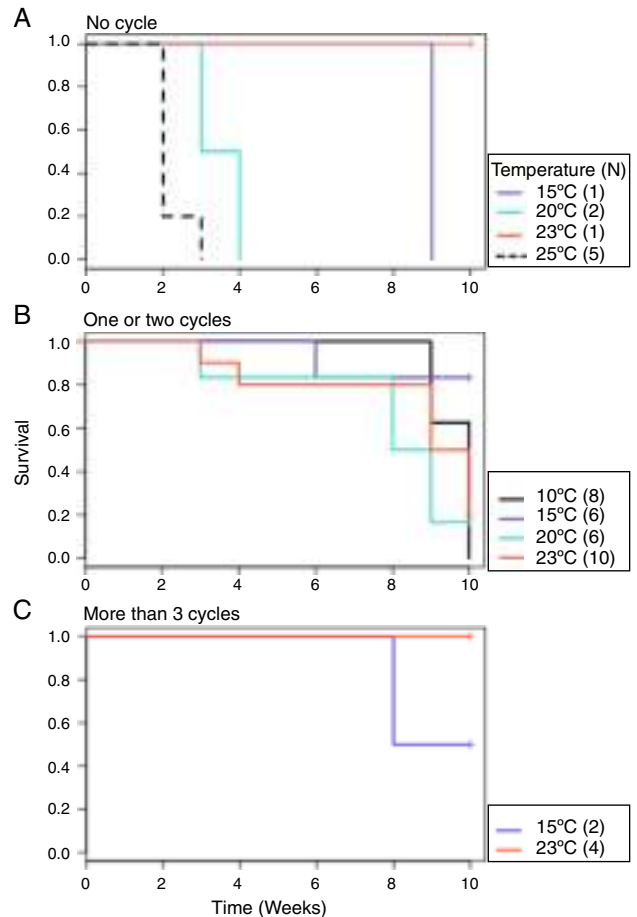 A
No cycle
1.0
0.8
0.6
0.4
0.2
0.0
0 2 4 6 8 10
Temperature (N)
15ºC (1)
20ºC (2)
23ºC (1)
25ºC (5)
B
One or two cycles
1.0
0.8
0.6
0.4
0.2
0.0
0 2 4 6 8 10
Survival
10ºC (8)
15ºC (6)
20ºC (6)
23ºC (10)
C
More than 3 cycles
1.0
0.8
0.6
0.4
0.2
0.0
0 2 4 6 8 10
Time (Weeks)
15ºC (2)
23ºC (4)